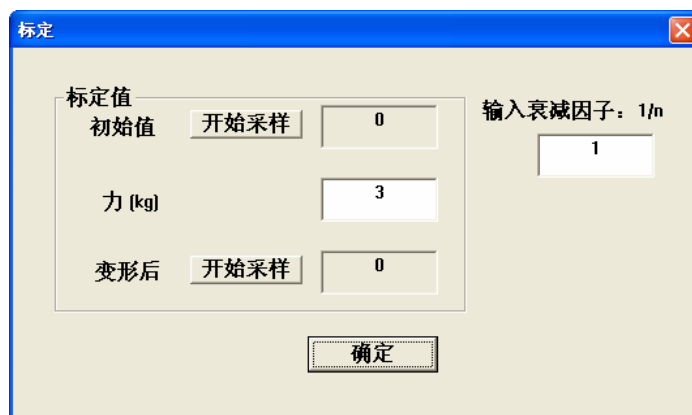 标定
标定值
初始值 开始采样 0
输入衰减因子：1/n
1
力 (kg) 3
变形后 开始采样 0
确定